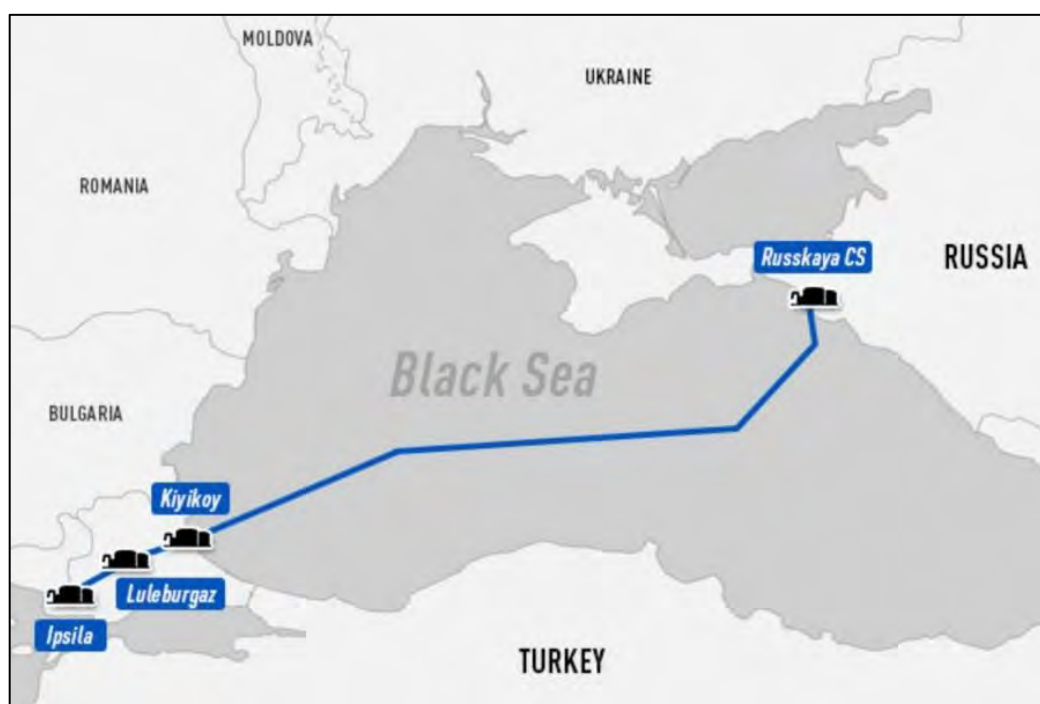 MOLDOVA
UKRAINE
ROMANIA
Russkaya CS
RUSSIA
Black Sea
BULGARIA
Kiyikoy
Luleburgaz
Ipsila
TURKEY